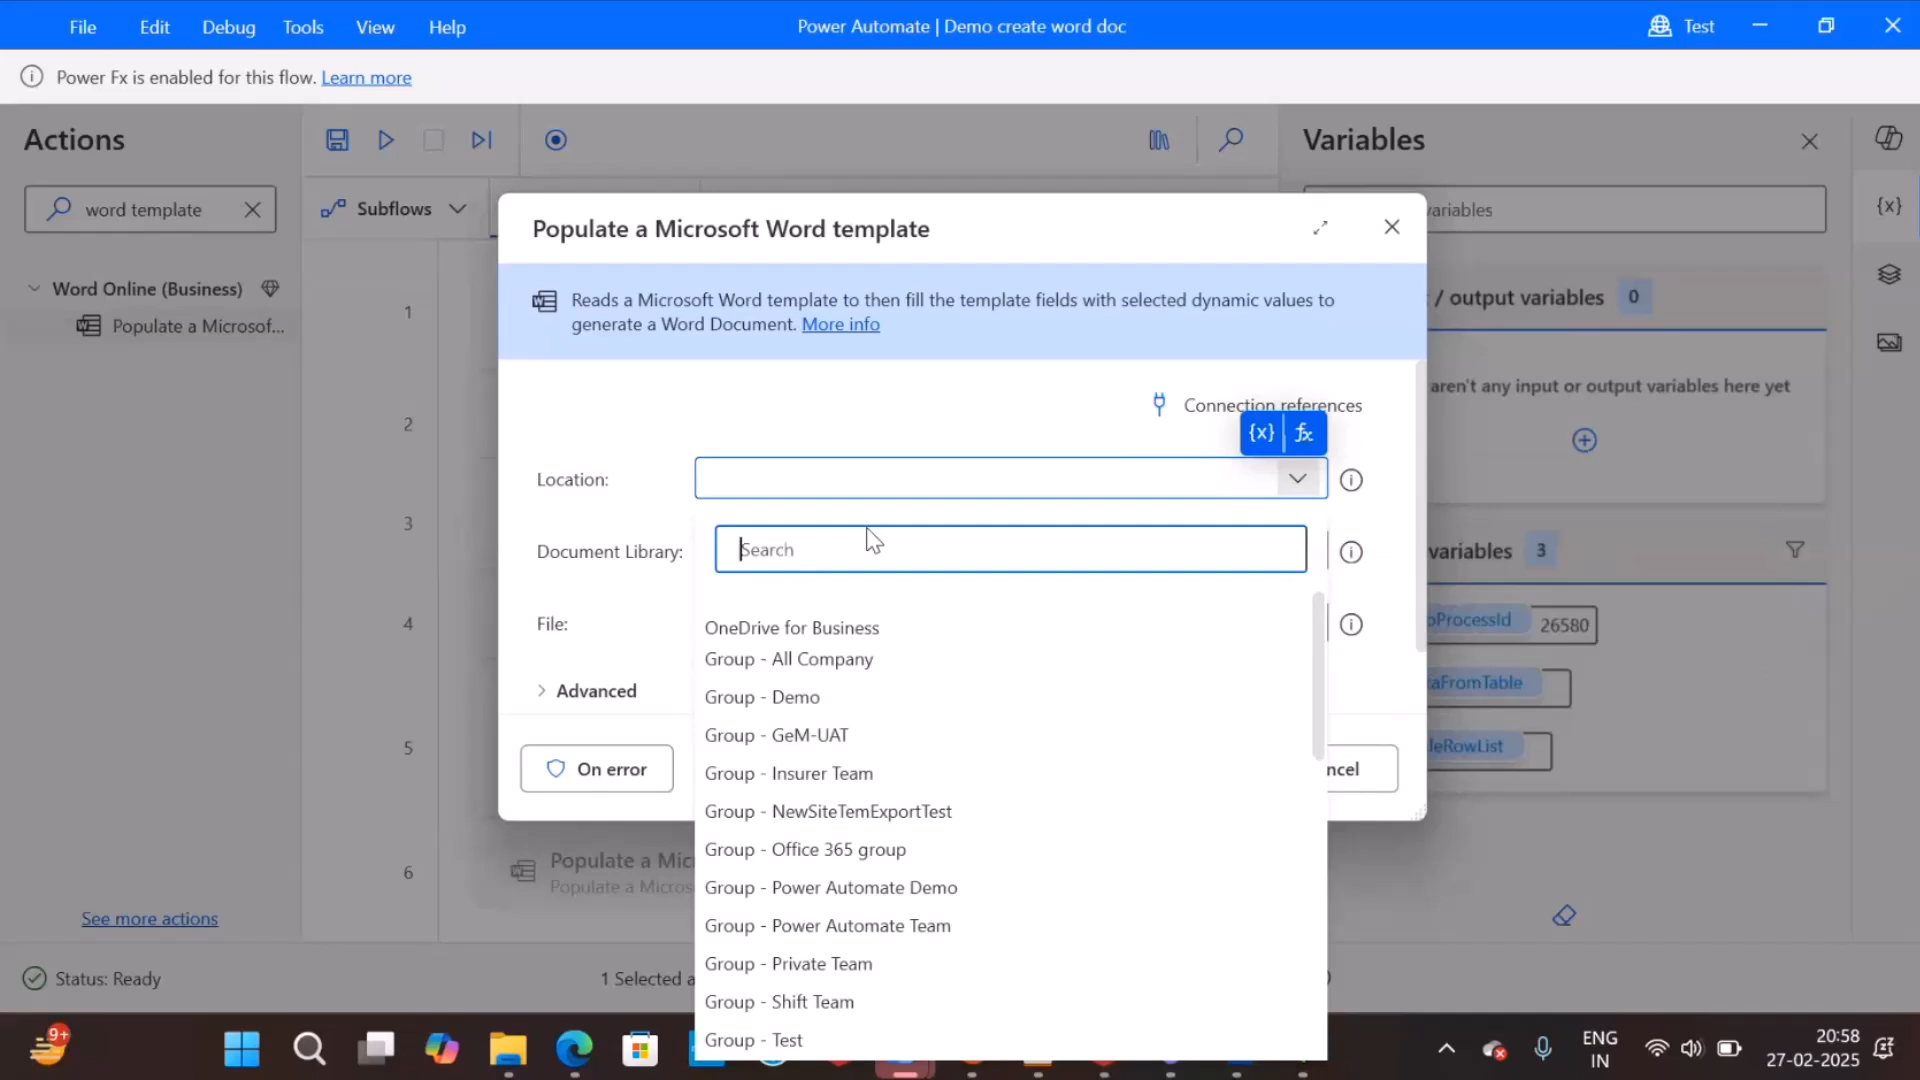 File Edit Debug Tools View Help
Power Automate | Demo create word doc
Test
Power Fx is enabled for this flow. Learn more
Actions
word template
Word Online (Business)
Populate a Microsof...
See more actions
Subflows
1
2
3
4
5
6
Populate a Mic
Populate a Micros
Populate a Microsoft Word template
Reads a Microsoft Word template to then fill the template fields with selected dynamic values to
generate a Word Document. More info
Connection references
{x} fx
Location:
Document Library:
Search
File:
OneDrive for Business
Group - All Company
Group - Demo
Group - GeM-UAT
Group - Insurer Team
Group - NewSiteTemExportTest
Group - Office 365 group
Group - Power Automate Demo
Group - Power Automate Team
Group - Private Team
Group - Shift Team
Group - Test
Advanced
On error
ncel
Variables
variables
{x}
/ output variables 0
aren't any input or output variables here yet
variables 3
oProcessId 26580
taFromTable
leRowList
Status: Ready
1 Selected a
9+
ENG
IN
20:58
27-02-2025